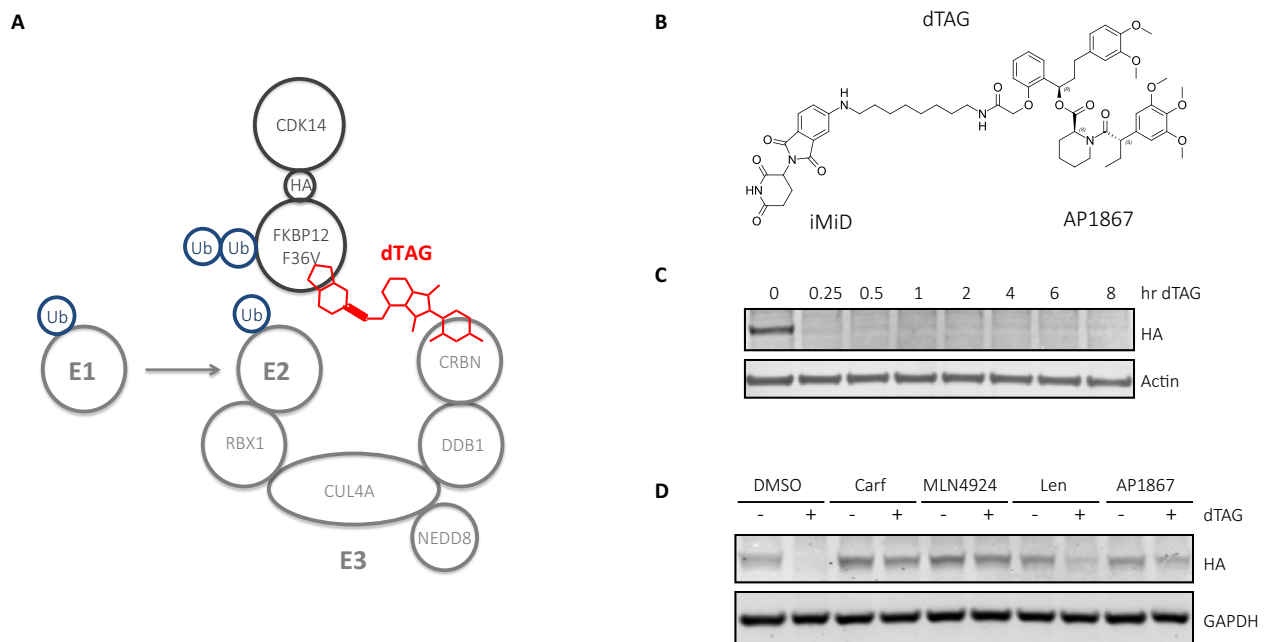 A
CDK14
HA
FKBP12
F36V
Ub Ub
dTAG
Ub
Ub
E1
E2
CRBN
RBX1
DDB1
CUL4A
NEDD8
E3
B
dTAG
O
O
H
N
O
N
H
O
(R)
O
O
(S)
N
O
(S)
O
O
O
O
N
O
O
NH
O
iMiD
AP1867
C
0 0.25 0.5 1 2 4 6 8 hr dTAG
HA
Actin
D
DMSO Carf MLN4924 Len AP1867
- + - + - + - + - + dTAG
HA
GAPDH